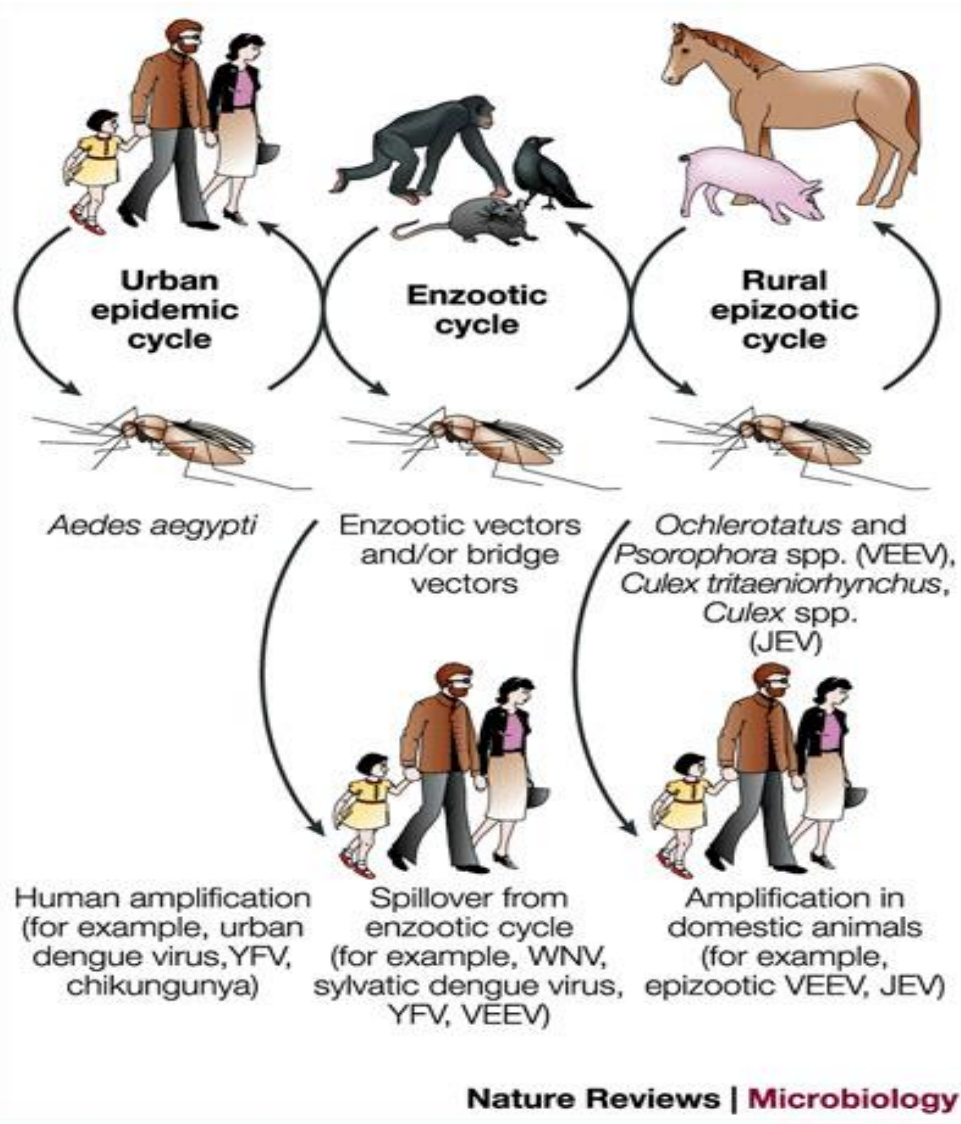 Urban
epidemic
cycle
Enzootic
cycle
Rural
epizootic
cycle
Aedes aegypti
Enzootic vectors
and/or bridge
vectors
Ochlerotatus and
Psorophora spp. (VEEV),
Culex tritaeniorhynchus,
Culex spp.
(JEV)
Human amplification
(for example, urban
dengue virus,YFV,
chikungunya)
Spillover from
enzootic cycle
(for example, WNV,
sylvatic dengue virus,
YFV, VEEV)
Amplification in
domestic animals
(for example,
epizootic VEEV, JEV)
Nature Reviews | Microbiology